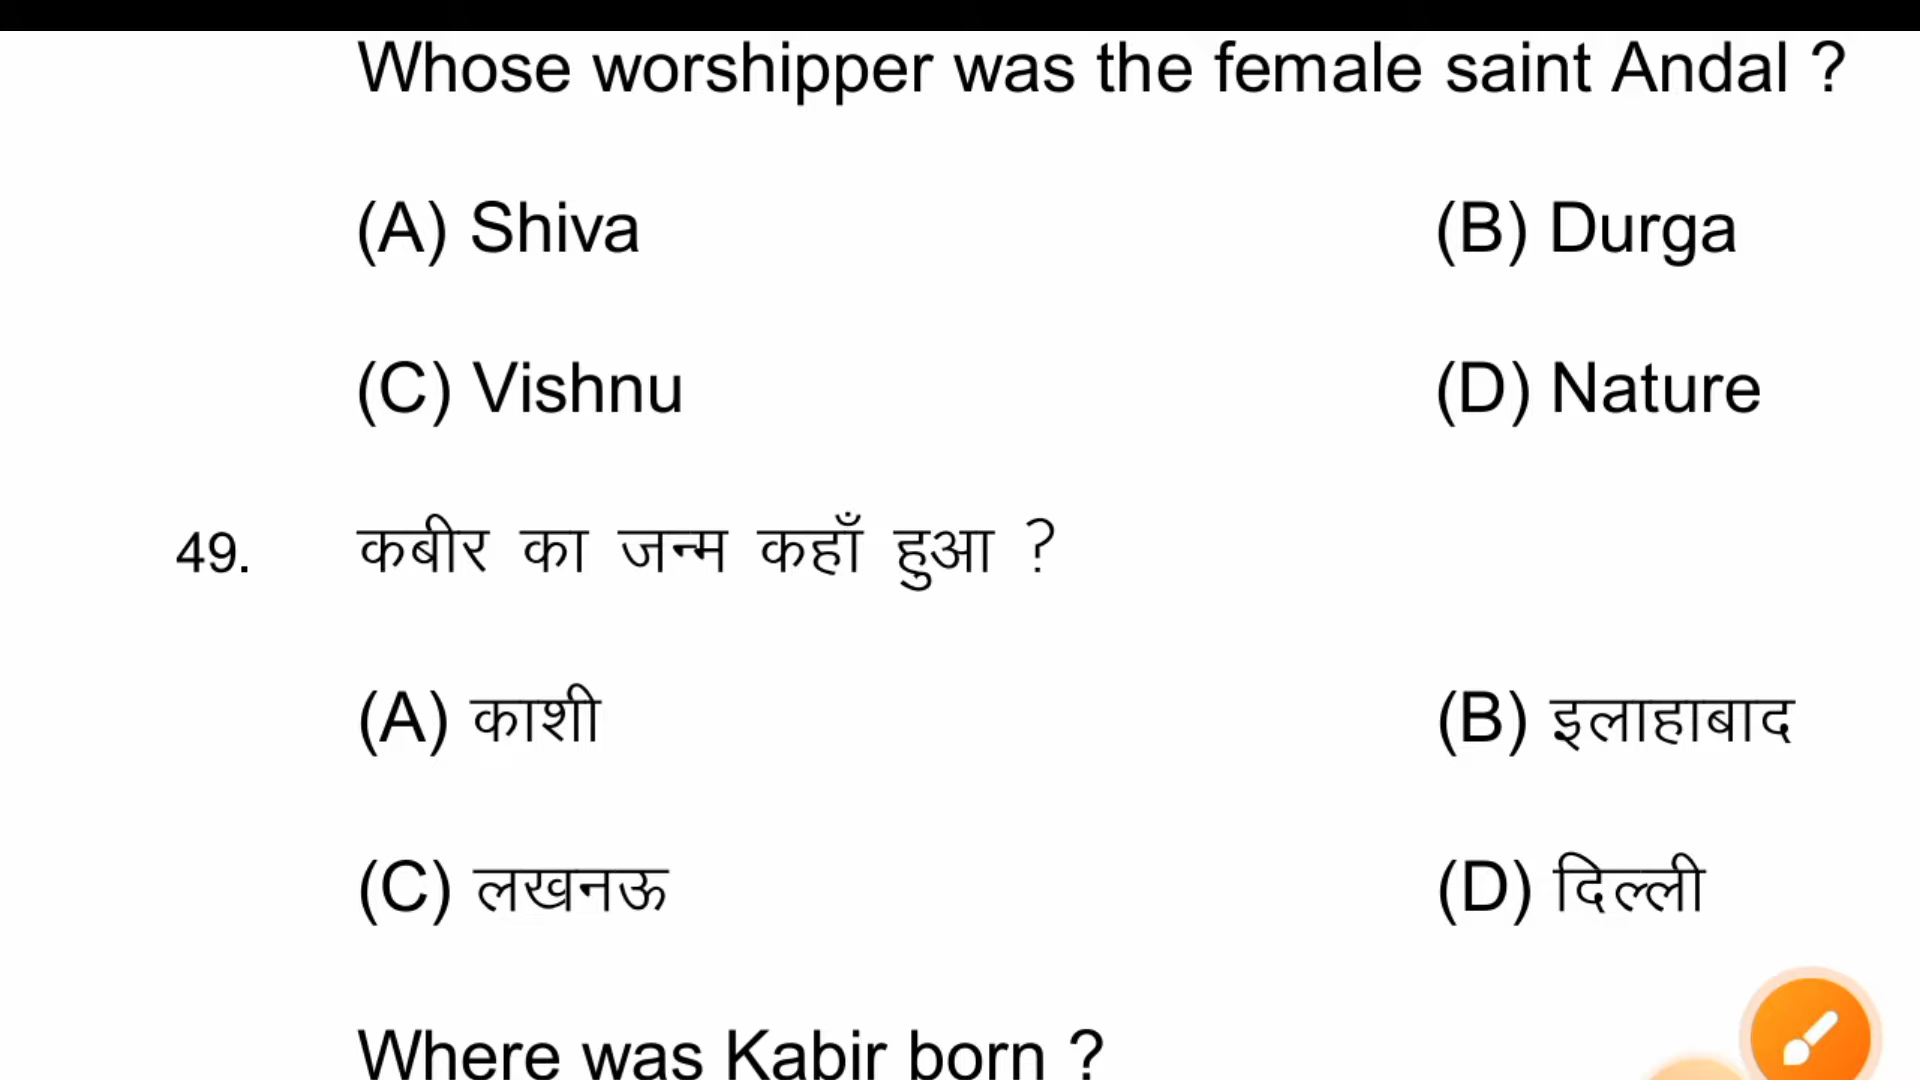 Whose worshipper was the female saint Andal ?
(A) Shiva (B) Durga
(C) Vishnu (D) Nature
49. कबीर का जन्म कहाँ हुआ ?
(A) काशी (B) इलाहाबाद
(C) लखनऊ (D) दिल्ली
Where was Kabir born ?